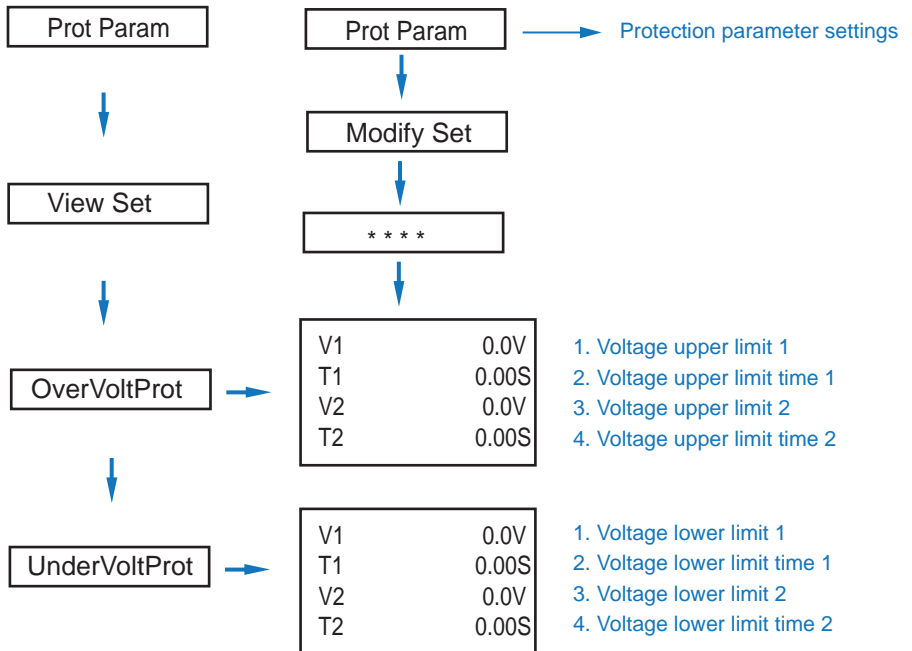 Prot Param
Prot Param
Protection parameter settings
Modify Set
View Set
* * * *
OverVoltProt
V1 0.0V
T1 0.00S
V2 0.0V
T2 0.00S
1. Voltage upper limit 1
2. Voltage upper limit time 1
3. Voltage upper limit 2
4. Voltage upper limit time 2
UnderVoltProt
V1 0.0V
T1 0.00S
V2 0.0V
T2 0.00S
1. Voltage lower limit 1
2. Voltage lower limit time 1
3. Voltage lower limit 2
4. Voltage lower limit time 2